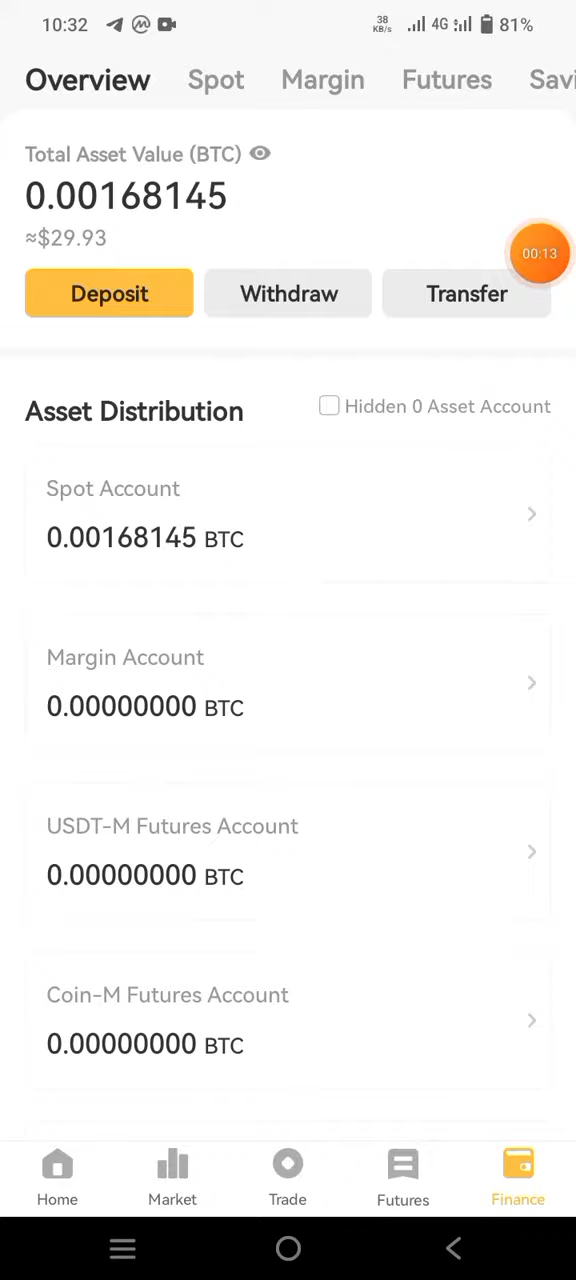 10:32 38 KB/s 4G 81%
Overview Spot Margin Futures Savi
Total Asset Value (BTC)
0.00168145
≈$29.93
00:13
Deposit Withdraw Transfer
Asset Distribution Hidden 0 Asset Account
Spot Account
0.00168145 BTC
Margin Account
0.00000000 BTC
USDT-M Futures Account
0.00000000 BTC
Coin-M Futures Account
0.00000000 BTC
Home Market Trade Futures Finance